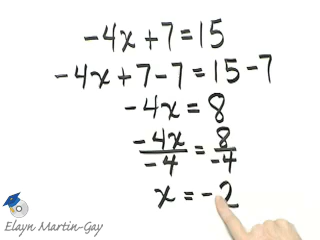 -4x + 7 = 15
-4x + 7 - 7 = 15 - 7
-4x = 8
-4x/-4 = 8/-4
x = -2
Elayn Martin-Gay